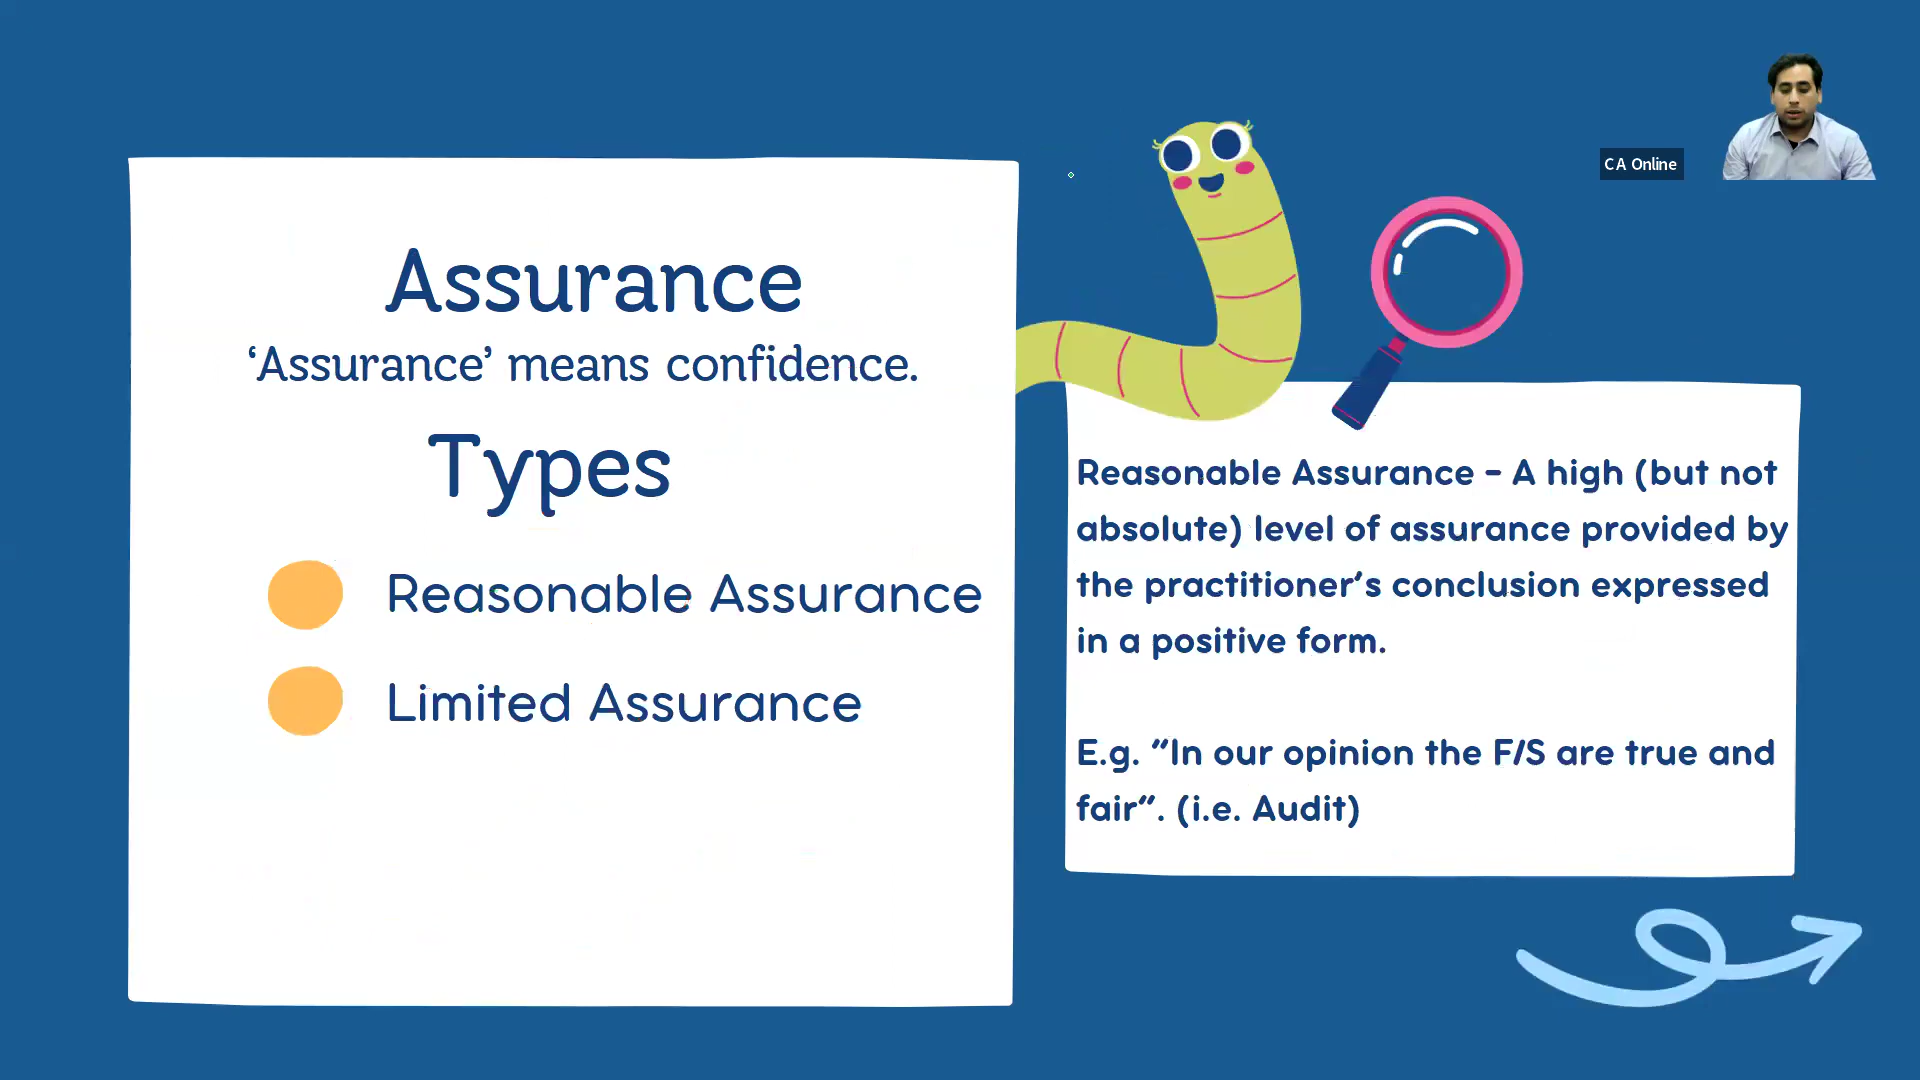 Assurance
‘Assurance’ means confidence.
Types
Reasonable Assurance
Limited Assurance
C A Online
Reasonable Assurance - A high (but not
absolute) level of assurance provided by
the practitioner’s conclusion expressed
in a positive form.
E.g. “In our opinion the F/S are true and
fair”. (i.e. Audit)